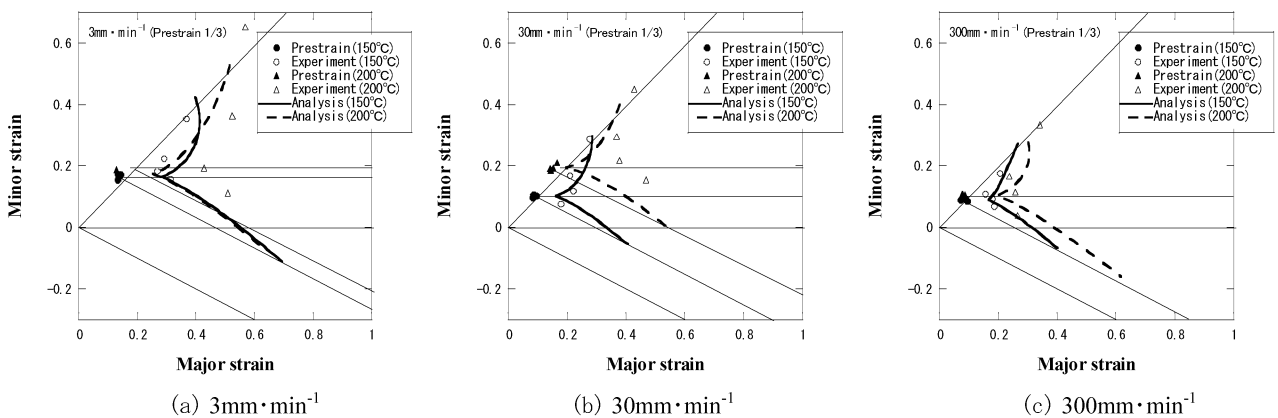 3mm・min⁻¹ (Prestrain 1/3)
Prestrain(150℃)
Experiment(150℃)
Prestrain(200℃)
Experiment(200℃)
Analysis(150℃)
Analysis(200℃)
0.6
0.4
0.2
0
-0.2
Minor strain
0 0.2 0.4 0.6 0.8 1
Major strain
(a) 3mm・min⁻¹
30mm・min⁻¹ (Prestrain 1/3)
Prestrain(150℃)
Experiment(150℃)
Prestrain(200℃)
Experiment(200℃)
Analysis(150℃)
Analysis(200℃)
0.6
0.4
0.2
0
-0.2
Minor strain
0 0.2 0.4 0.6 0.8 1
Major strain
(b) 30mm・min⁻¹
300mm・min⁻¹ (Prestrain 1/3)
Prestrain(150℃)
Experiment(150℃)
Prestrain(200℃)
Experiment(200℃)
Analysis(150℃)
Analysis(200℃)
0.6
0.4
0.2
0
-0.2
Minor strain
0 0.2 0.4 0.6 0.8 1
Major strain
(c) 300mm・min⁻¹